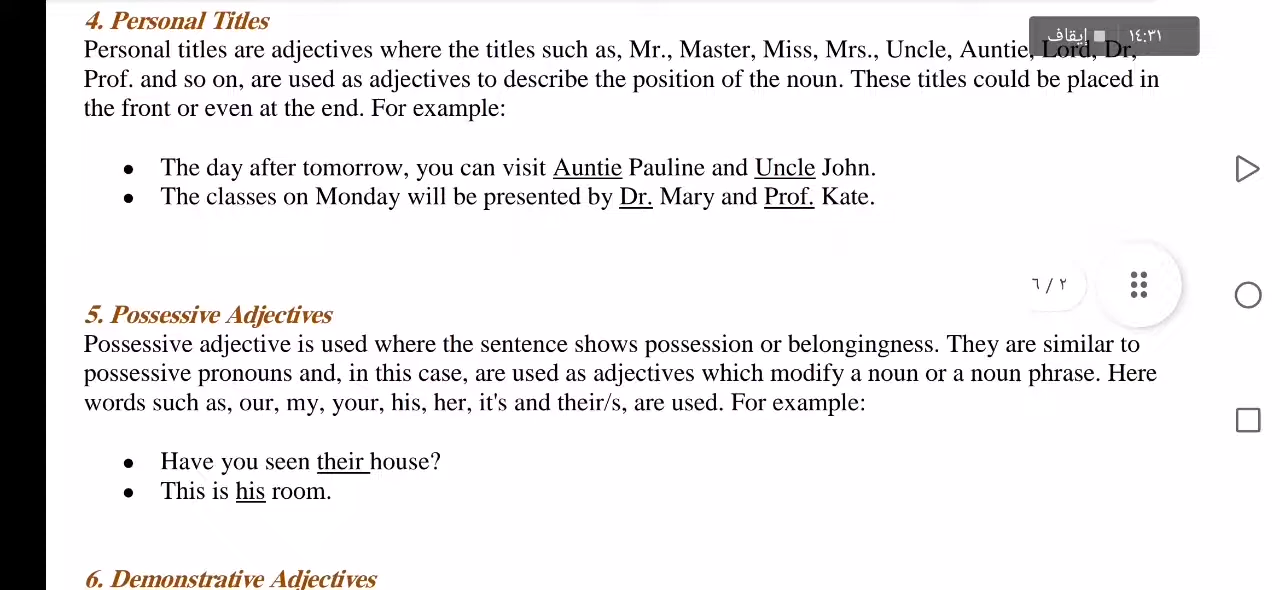 4. Personal Titles
Personal titles are adjectives where the titles such as, Mr., Master, Miss, Mrs., Uncle, Auntie, Lord, Dr,
إيقاف ١٤:٣١
Prof. and so on, are used as adjectives to describe the position of the noun. These titles could be placed in
the front or even at the end. For example:
• The day after tomorrow, you can visit Auntie Pauline and Uncle John.
• The classes on Monday will be presented by Dr. Mary and Prof. Kate.
٦ / ٢
5. Possessive Adjectives
Possessive adjective is used where the sentence shows possession or belongingness. They are similar to
possessive pronouns and, in this case, are used as adjectives which modify a noun or a noun phrase. Here
words such as, our, my, your, his, her, it's and their/s, are used. For example:
• Have you seen their house?
• This is his room.
6. Demonstrative Adjectives